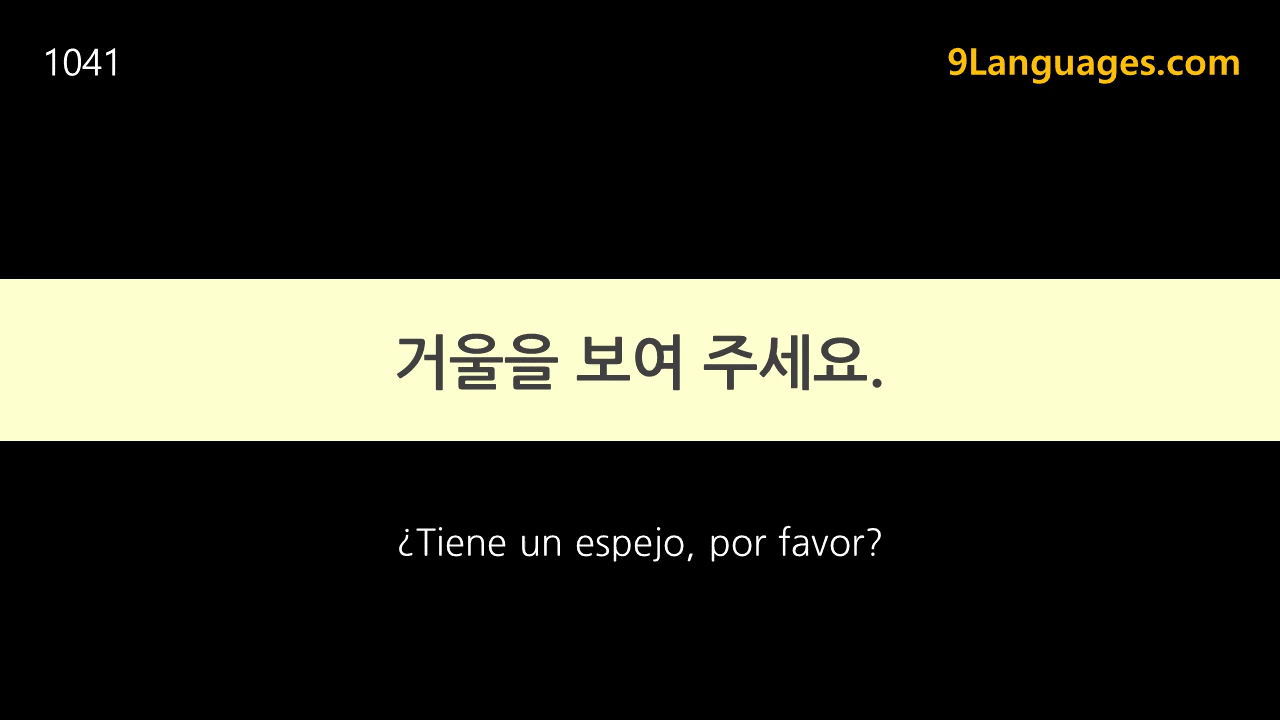 1041
9Languages.com
거울을 보여 주세요.
¿Tiene un espejo, por favor?